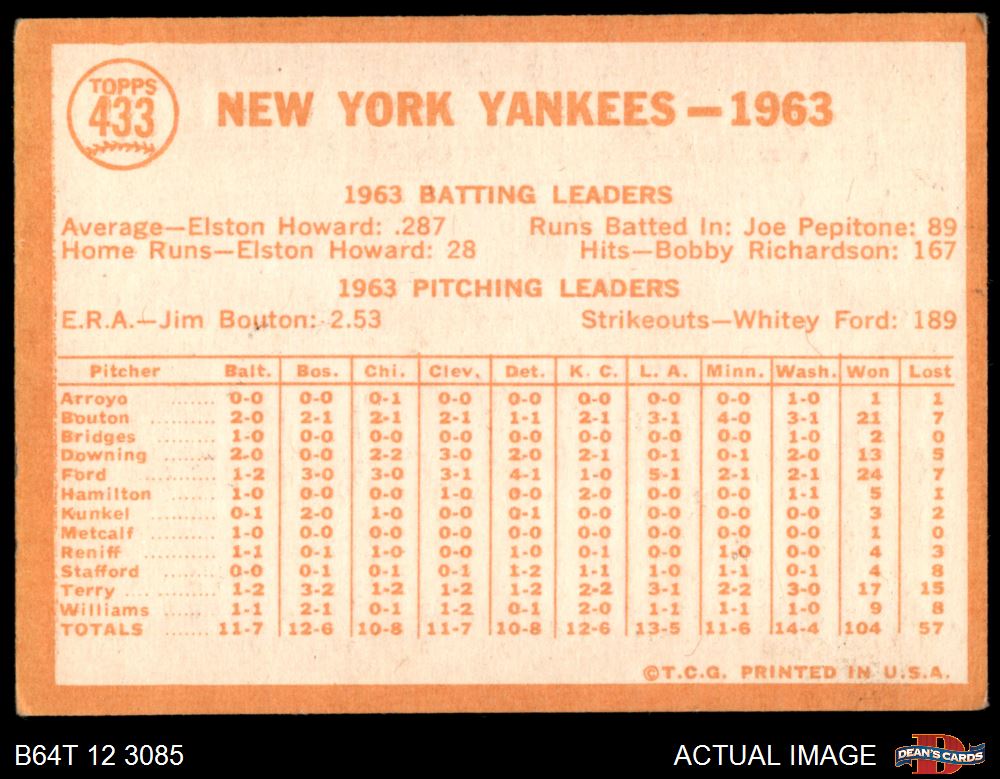 TOPPS
433
NEW YORK YANKEES—1963
1963 BATTING LEADERS
Average—Elston Howard: .287 Runs Batted In: Joe Pepitone: 89
Home Runs—Elston Howard: 28 Hits—Bobby Richardson: 167
1963 PITCHING LEADERS
E.R.A.—Jim Bouton: 2.53 Strikeouts—Whitey Ford: 189
Pitcher Balt. Bos. Chi. Clev. Det. K. C. L. A. Minn. Wash. Won Lost
Arroyo ....... 0-0 0-0 0-1 0-0 0-0 0-0 0-0 0-0 1-0 1 1
Bouton .......... 2-0 2-1 2-1 2-1 1-1 2-1 3-1 4-0 3-1 21 7
Bridges ......... 1-0 0-0 0-0 0-0 0-0 0-0 0-0 0-0 1-0 2 0
Downing ....... 2-0 0-0 2-2 3-0 2-0 2-1 0-1 0-1 2-0 13 5
Ford .......... 1-2 3-0 3-0 3-1 4-1 1-0 5-1 2-1 2-1 24 7
Hamilton ...... 1-0 0-0 0-0 1-0 0-0 2-0 0-0 0-0 1-1 5 1
Kunkel ......... 0-1 2-0 1-0 0-0 0-1 0-0 0-0 0-0 0-0 3 2
Metcalf ......... 1-0 0-0 0-0 0-0 0-0 0-0 0-0 0-0 0-0 1 0
Reniff .......... 1-1 0-1 1-0 0-0 1-0 0-1 0-0 1-0 0-0 4 3
Stafford ....... 0-0 0-1 0-1 0-1 1-2 1-1 1-0 1-1 0-1 4 8
Terry .......... 1-2 3-2 1-2 1-2 1-2 2-2 3-1 2-2 3-0 17 15
Williams ...... 1-1 2-1 0-1 1-2 0-1 2-0 1-1 1-1 1-0 9 8
TOTALS ...... 11-7 12-6 10-8 11-7 10-8 12-6 13-5 11-6 14-4 104 57
©T.C.G. PRINTED IN U.S.A.
B64T 12 3085 ACTUAL IMAGE DEAN'S CARDS